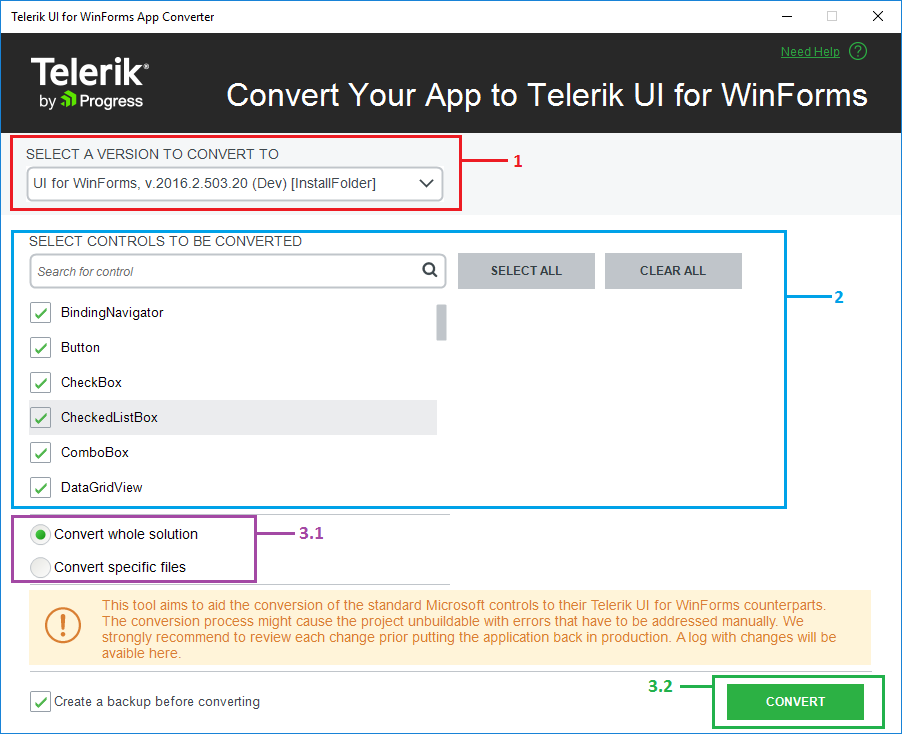 Telerik UI for WinForms App Converter
Need Help ?
Telerik®
by Progress
Convert Your App to Telerik UI for WinForms
SELECT A VERSION TO CONVERT TO
1
UI for WinForms, v.2016.2.503.20 (Dev) [InstallFolder]
SELECT CONTROLS TO BE CONVERTED
Search for control
SELECT ALL
CLEAR ALL
2
BindingNavigator
Button
CheckBox
CheckedListBox
ComboBox
DataGridView
Convert whole solution
3.1
Convert specific files
This tool aims to aid the conversion of the standard Microsoft controls to their Telerik UI for WinForms counterparts.
The conversion process might cause the project unbuildable with errors that have to be addressed manually. We
strongly recommend to review each change prior putting the application back in production. A log with changes will be
avaible here.
3.2
Create a backup before converting
CONVERT